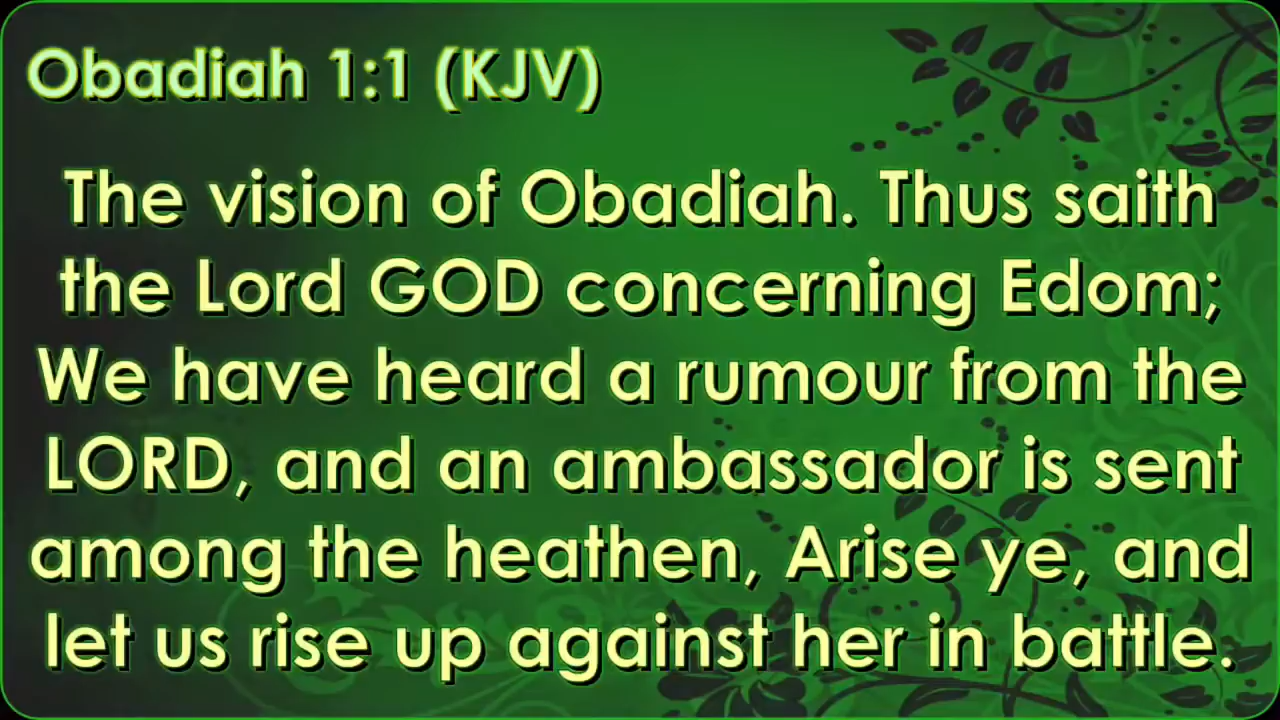 Obadiah 1:1 (KJV)
The vision of Obadiah. Thus saith
the Lord GOD concerning Edom;
We have heard a rumour from the
LORD, and an ambassador is sent
among the heathen, Arise ye, and
let us rise up against her in battle.